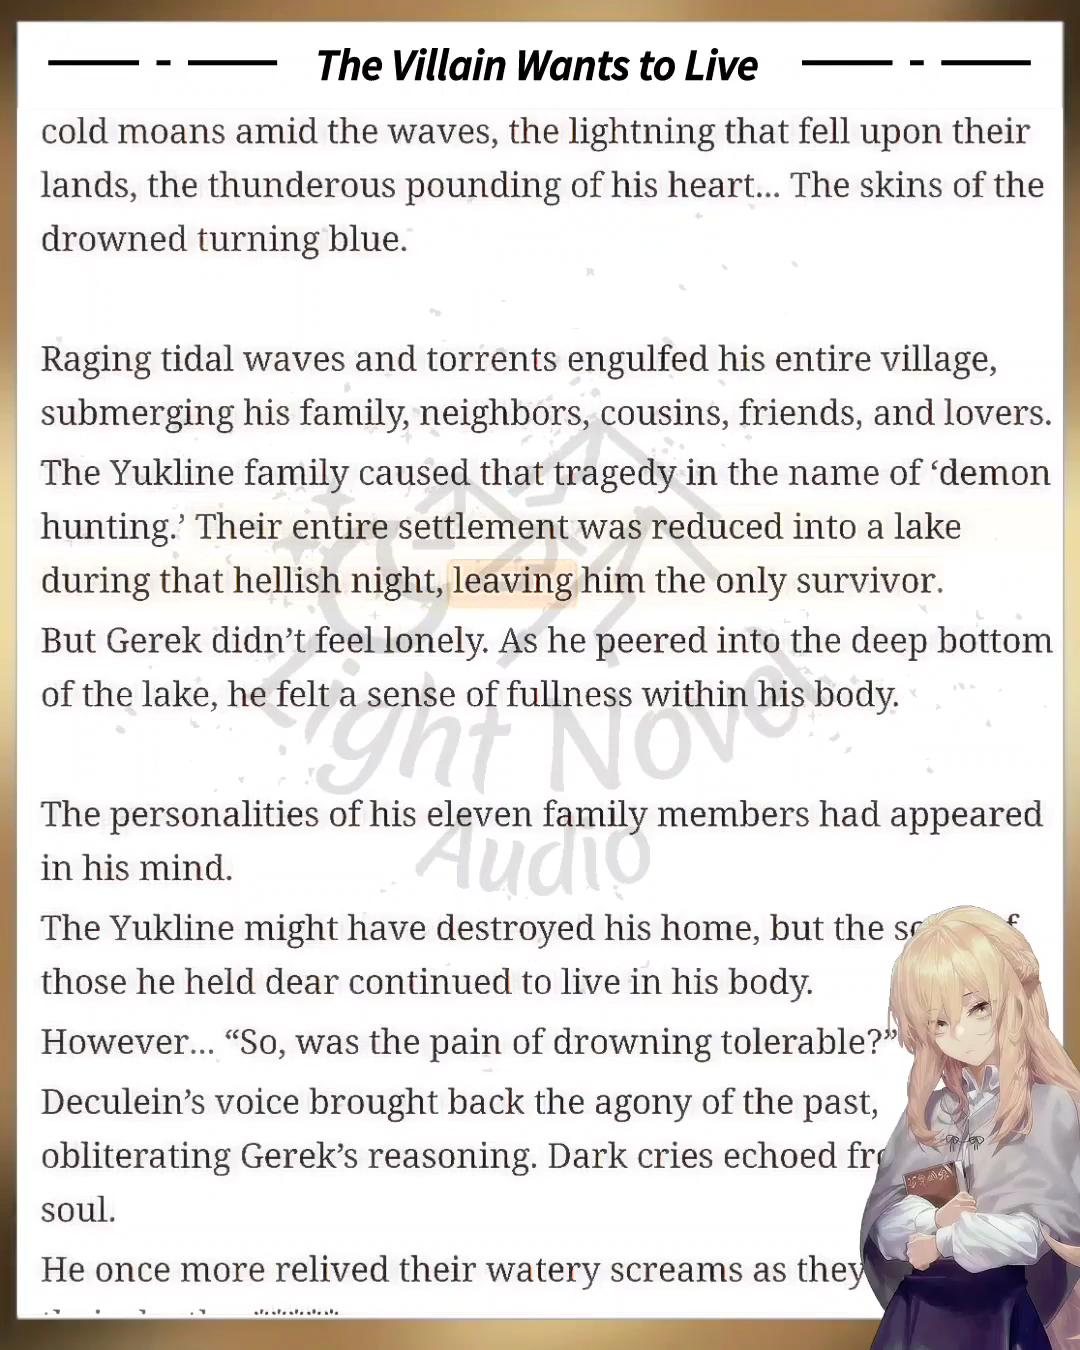 The Villain Wants to Live
cold moans amid the waves, the lightning that fell upon their
lands, the thunderous pounding of his heart... The skins of the
drowned turning blue.
Raging tidal waves and torrents engulfed his entire village,
submerging his family, neighbors, cousins, friends, and lovers.
The Yukline family caused that tragedy in the name of ‘demon
hunting.’ Their entire settlement was reduced into a lake
during that hellish night, leaving him the only survivor.
But Gerek didn’t feel lonely. As he peered into the deep bottom
of the lake, he felt a sense of fullness within his body.
Light Novel
Audio
The personalities of his eleven family members had appeared
in his mind.
The Yukline might have destroyed his home, but the
those he held dear continued to live in his body.
However... “So, was the pain of drowning tolerable?”
Deculein’s voice brought back the agony of the past,
obliterating Gerek’s reasoning. Dark cries echoed
soul.
He once more relived their watery screams as they